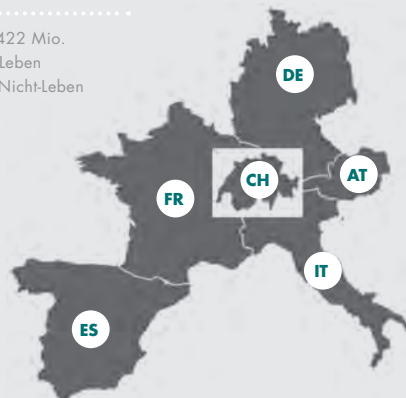 422 Mio.
Leben
Nicht-Leben
DE
CH
AT
FR
IT
ES